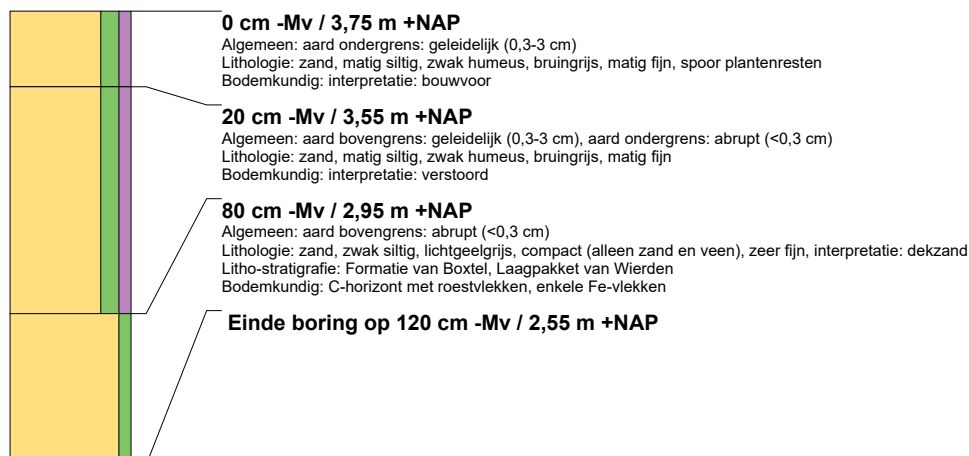 0 cm -Mv / 3,75 m +NAP
Algemeen: aard ondergrens: geleidelijk (0,3-3 cm)
Lithologie: zand, matig siltig, zwak humeus, bruingrijs, matig fijn, spoor plantenresten
Bodemkundig: interpretatie: bouwvoor
20 cm -Mv / 3,55 m +NAP
Algemeen: aard bovengrens: geleidelijk (0,3-3 cm), aard ondergrens: abrupt (<0,3 cm)
Lithologie: zand, matig siltig, zwak humeus, bruingrijs, matig fijn
Bodemkundig: interpretatie: verstoord
80 cm -Mv / 2,95 m +NAP
Algemeen: aard bovengrens: abrupt (<0,3 cm)
Lithologie: zand, zwak siltig, lichtgeelgrijs, compact (alleen zand en veen), zeer fijn, interpretatie: dekzand
Litho-stratigrafie: Formatie van Boxtel, Laagpakket van Wierden
Bodemkundig: C-horizont met roestvlekken, enkele Fe-vlekken
Einde boring op 120 cm -Mv / 2,55 m +NAP